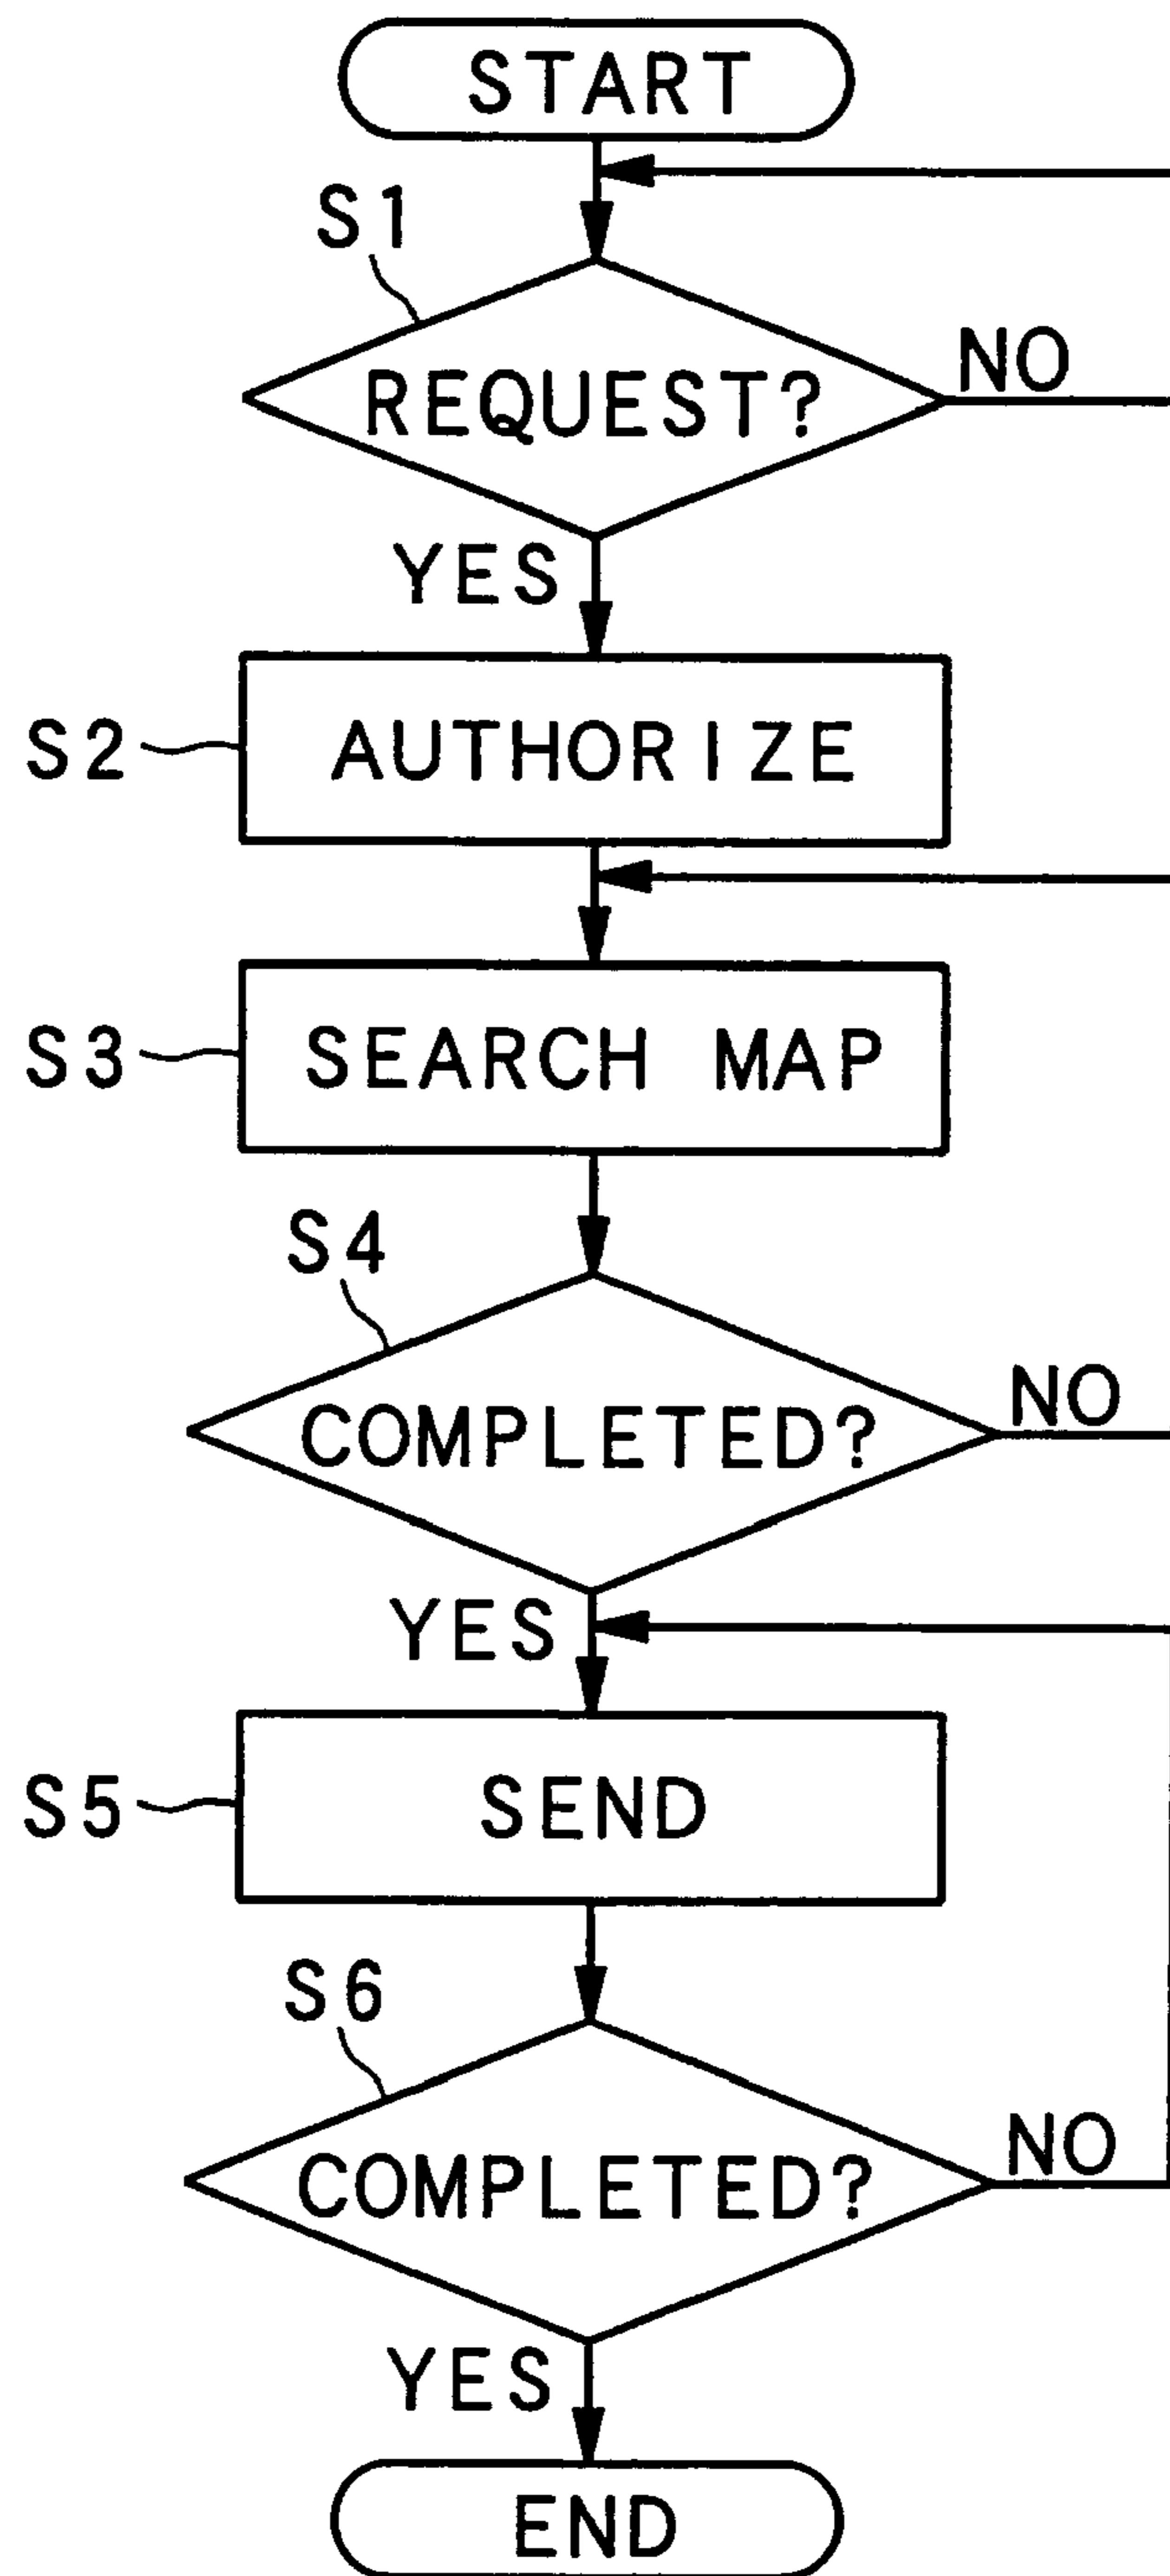 START
S1
REQUEST?
NO
YES
S2
AUTHORIZE
S3
SEARCH MAP
S4
COMPLETED?
NO
YES
S5
SEND
S6
COMPLETED?
NO
YES
END